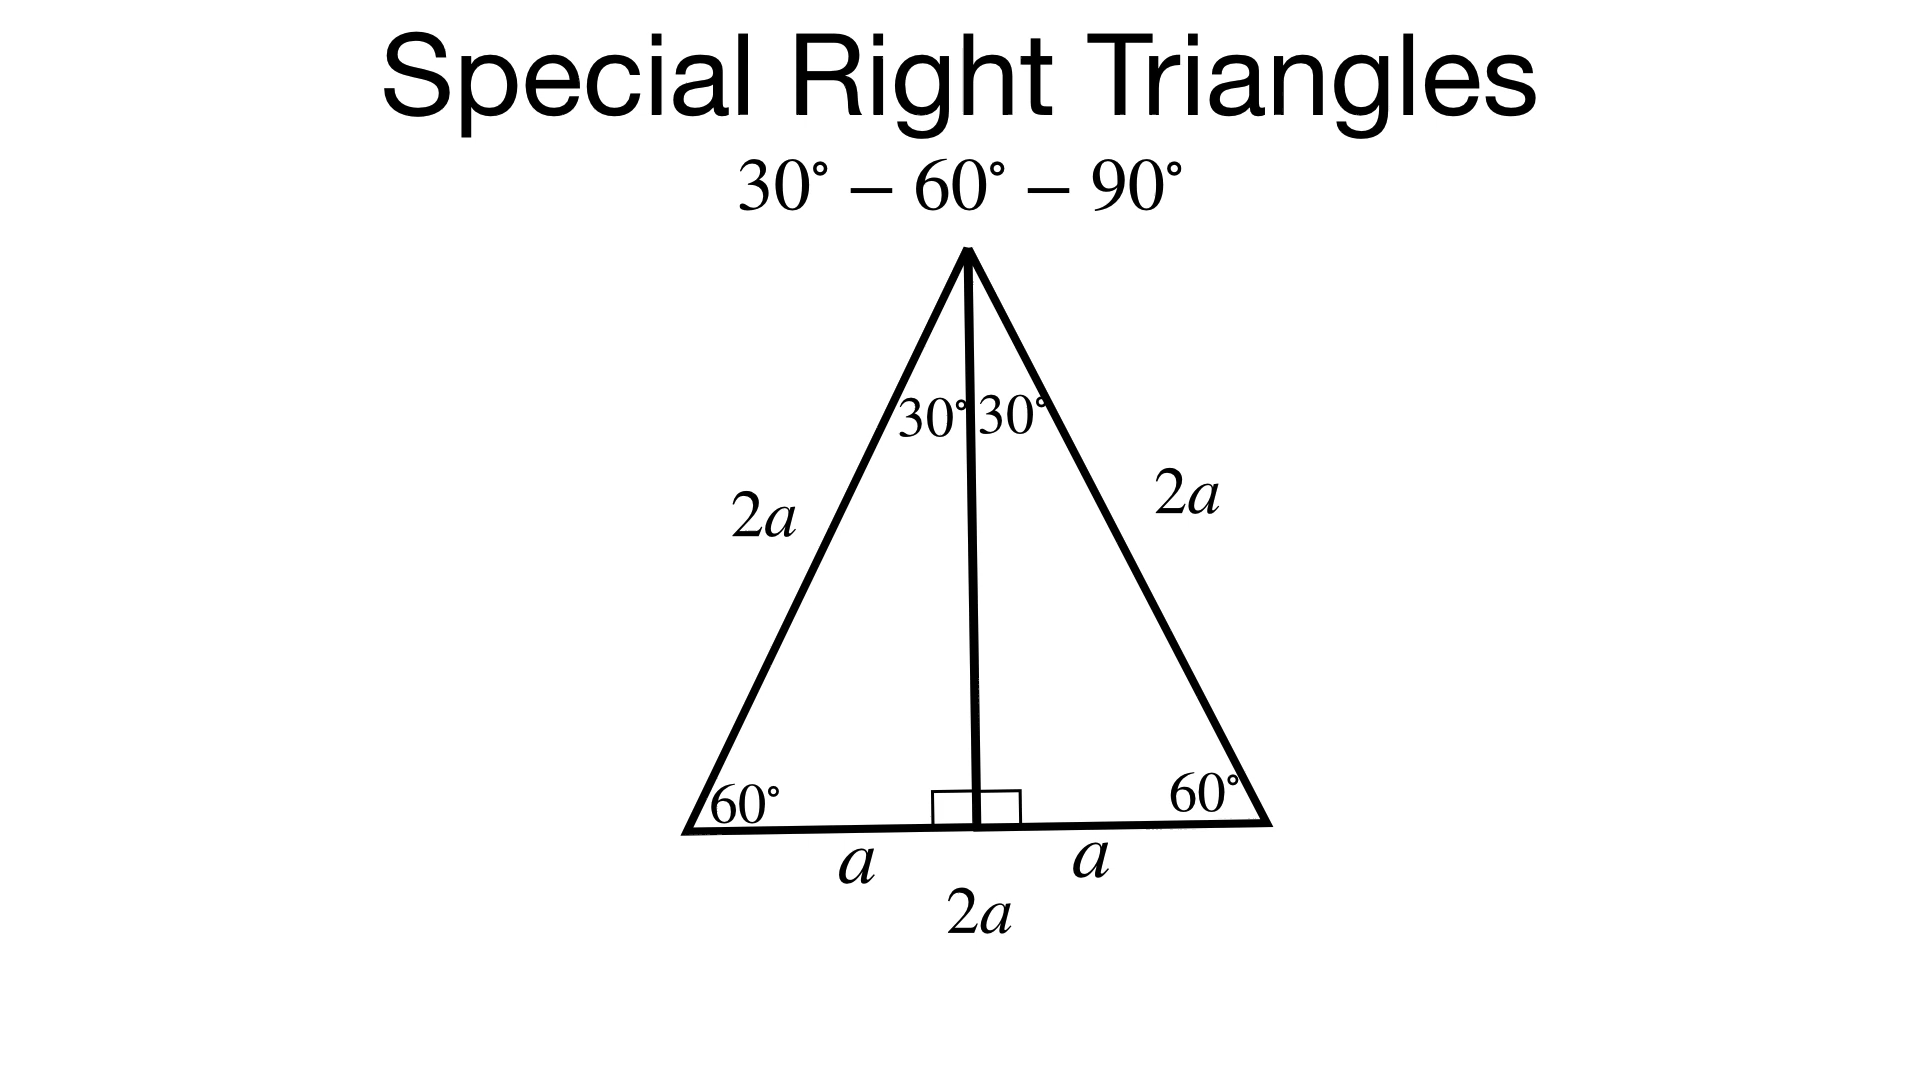 Special Right Triangles
30° – 60° – 90°
30° 30°
2a 2a
60° 60°
a a
2a